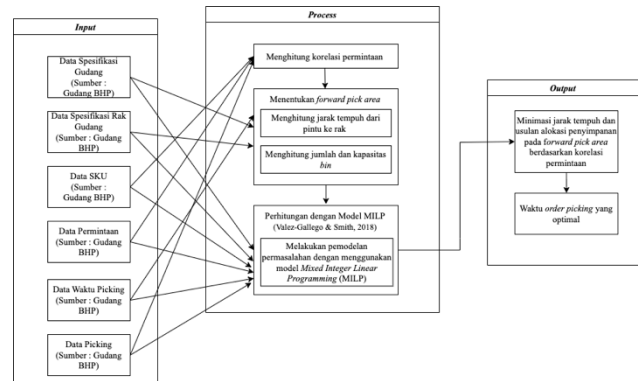 Input
Data Spesifikasi
Gudang
(Sumber :
Gudang BHP)
Data Spesifikasi Rak
Gudang
(Sumber : Gudang BHP)
Data SKU
(Sumber :
Gudang BHP)
Data Permintaan
(Sumber : Gudang
BHP)
Data Waktu Picking
(Sumber : Gudang
BHP)
Data Picking
(Sumber : Gudang
BHP)
Process
Menghitung korelasi permintaan
Menentukan forward pick area
Menghitung jarak tempuh dari
pintu ke rak
Menghitung jumlah dan kapasitas
bin
Perhitungan dengan Model MILP
(Valez-Gallego & Smith, 2018)
Melakukan pemodelan
permasalahan dengan menggunakan
model Mixed Integer Linear
Programming (MILP)
Output
Minimasi jarak tempuh dan
usulan alokasi penyimpanan
pada forward pick area
berdasarkan korelasi
permintaan
Waktu order picking yang
optimal